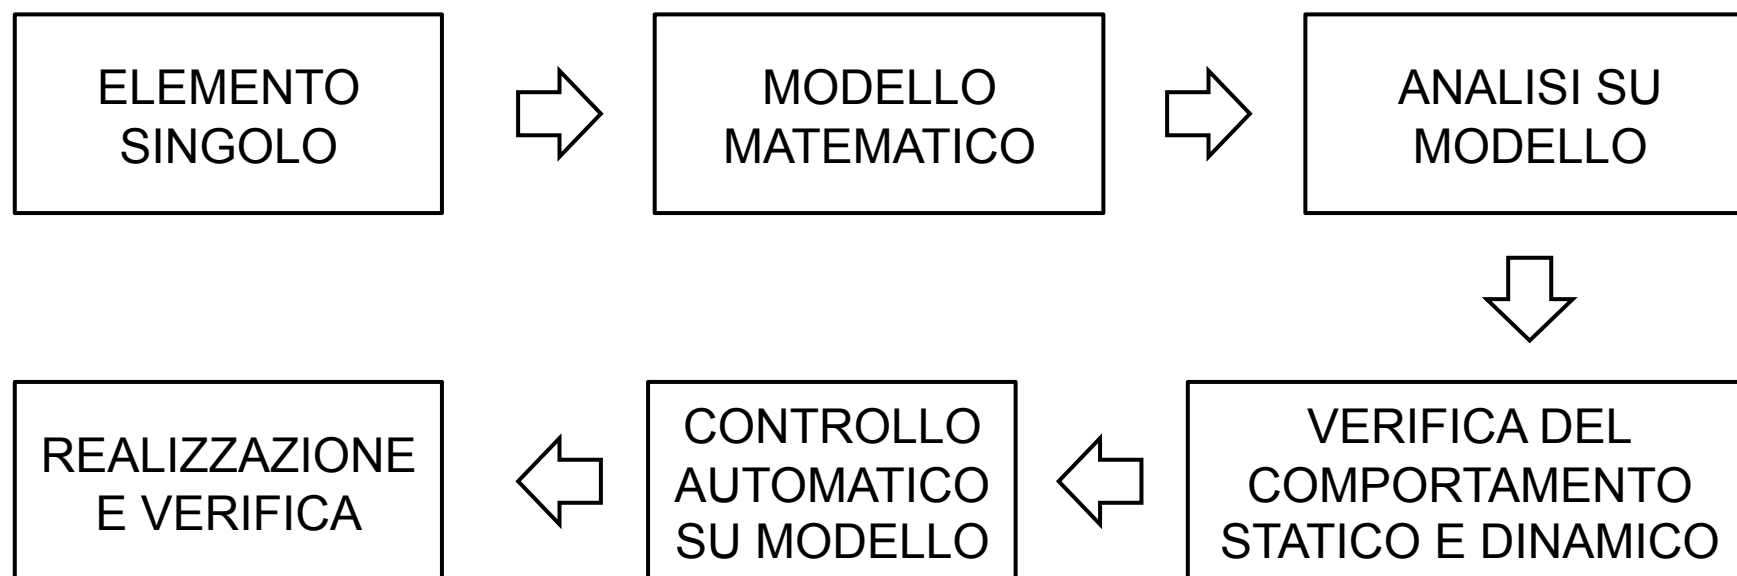 ELEMENTO
SINGOLO
MODELLO
MATEMATICO
ANALISI SU
MODELLO
VERIFICA DEL
COMPORTAMENTO
STATICO E DINAMICO
CONTROLLO
AUTOMATICO
SU MODELLO
REALIZZAZIONE
E VERIFICA